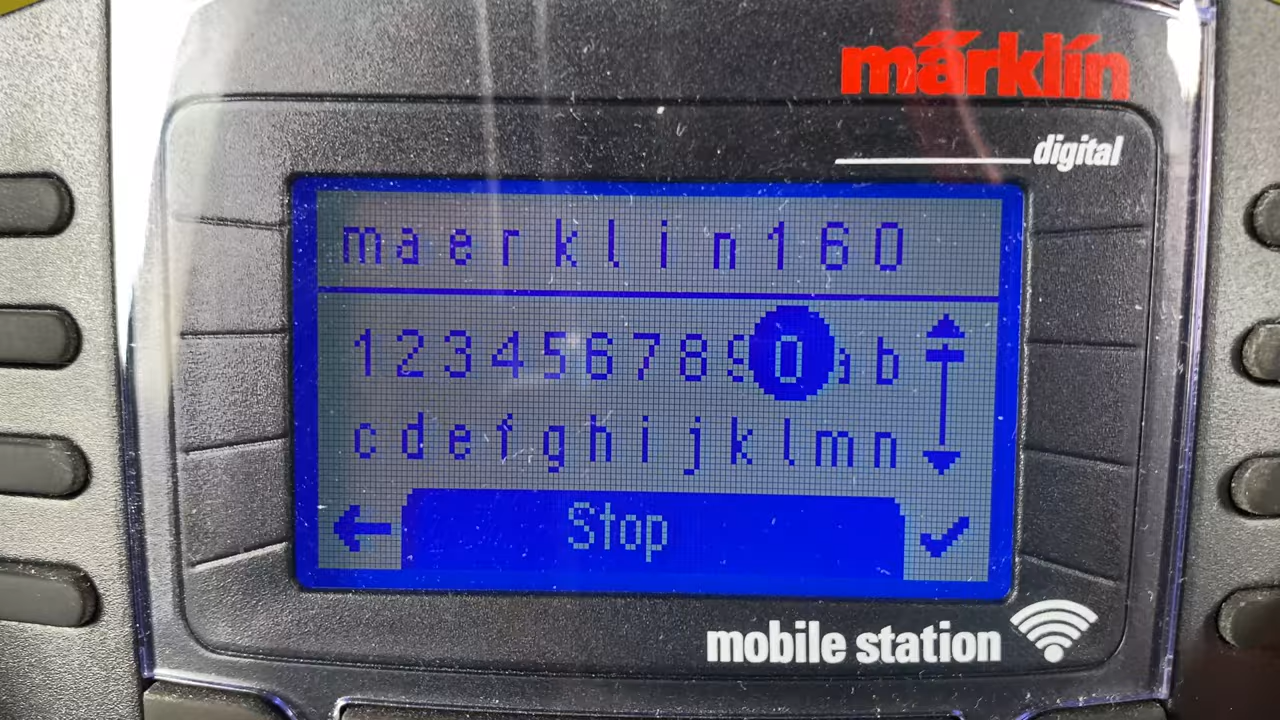 märklin
digital
maerklin160
1234567890ab
cdefghijklmn
Stop
mobile station